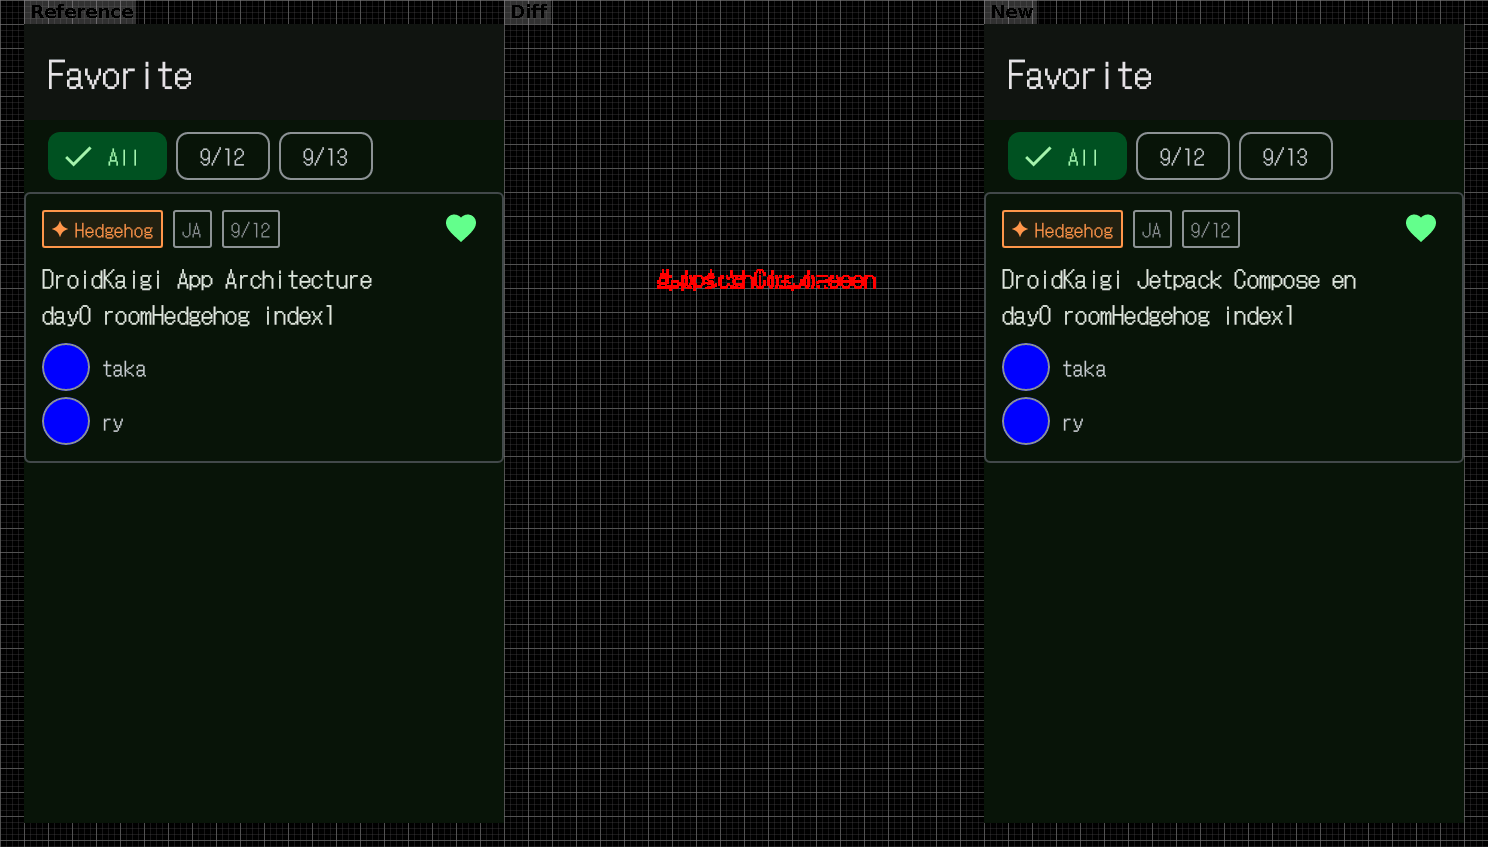 Reference
Diff
New
Favorite
All
9/12
9/13
Hedgehog
JA
9/12
DroidKaigi App Architecture
day0 roomHedgehog index1
taka
ry
Favorite
All
9/12
9/13
Hedgehog
JA
9/12
DroidKaigi Jetpack Compose en
day0 roomHedgehog index1
taka
ry